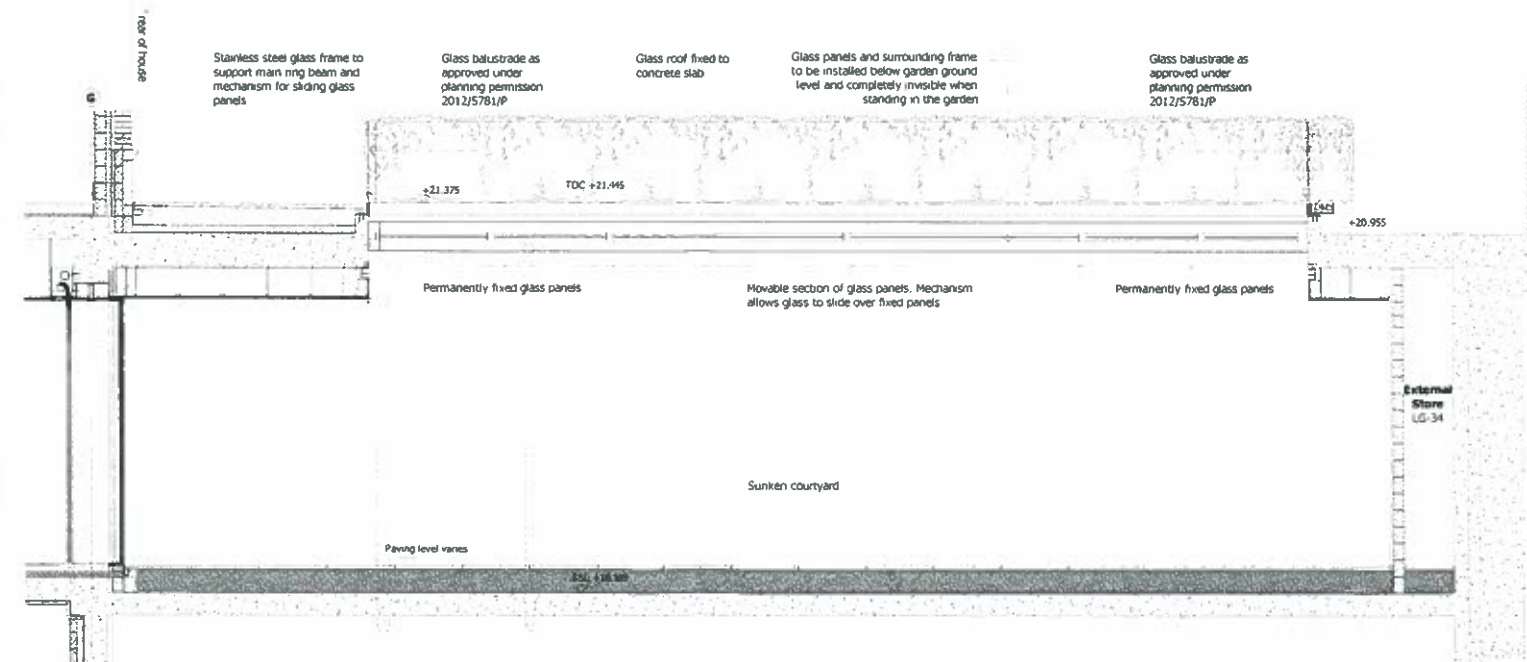 rear of house
G
Stainless steel glass frame to
support main ring beam and
mechanism for sliding glass
panels
Glass balustrade as
approved under
planning permission
2012/5781/P
Glass roof fixed to
concrete slab
Glass panels and surrounding frame
to be installed below garden ground
level and completely invisible when
standing in the garden
Glass balustrade as
approved under
planning permission
2012/5781/P
+21.375
TOC +21.445
+20.955
Permanently fixed glass panels
Movable section of glass panels. Mechanism
allows glass to slide over fixed panels
Permanently fixed glass panels
External
Store
LG-34
Sunken courtyard
Paving level varies